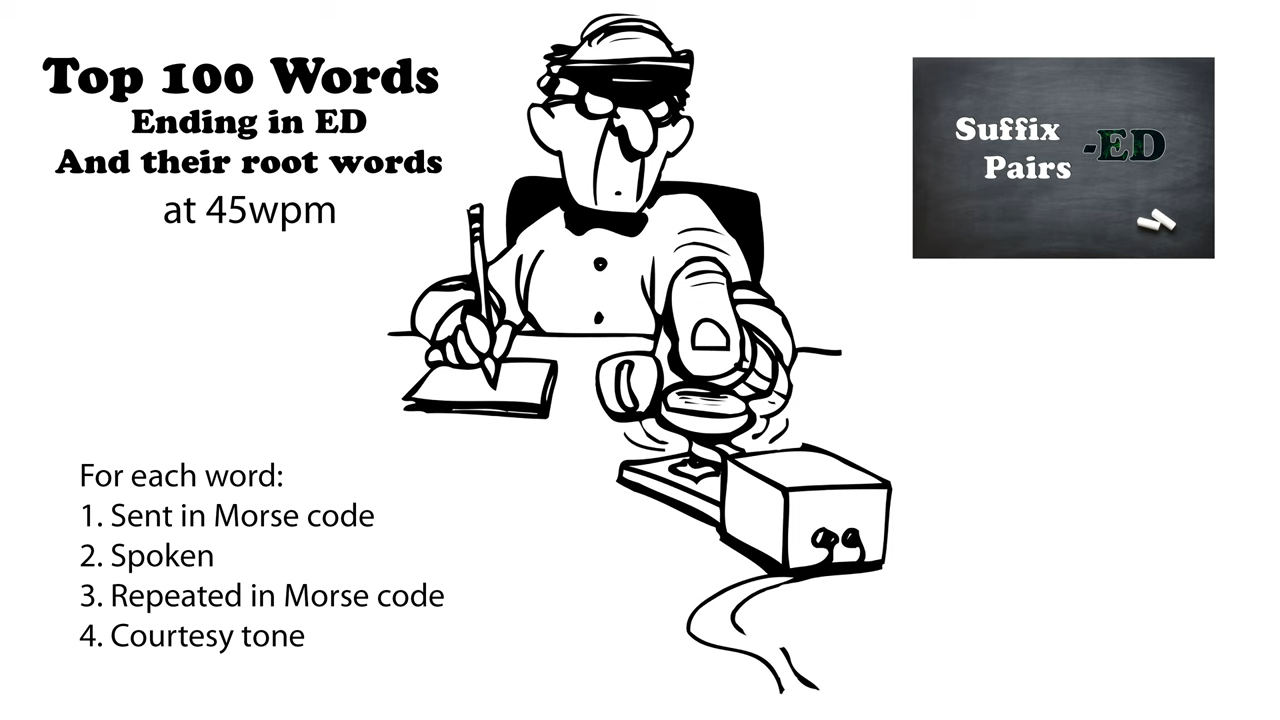 Top 100 Words
Ending in ED
And their root words
at 45wpm
Suffix
Pairs -ED
For each word:
1. Sent in Morse code
2. Spoken
3. Repeated in Morse code
4. Courtesy tone